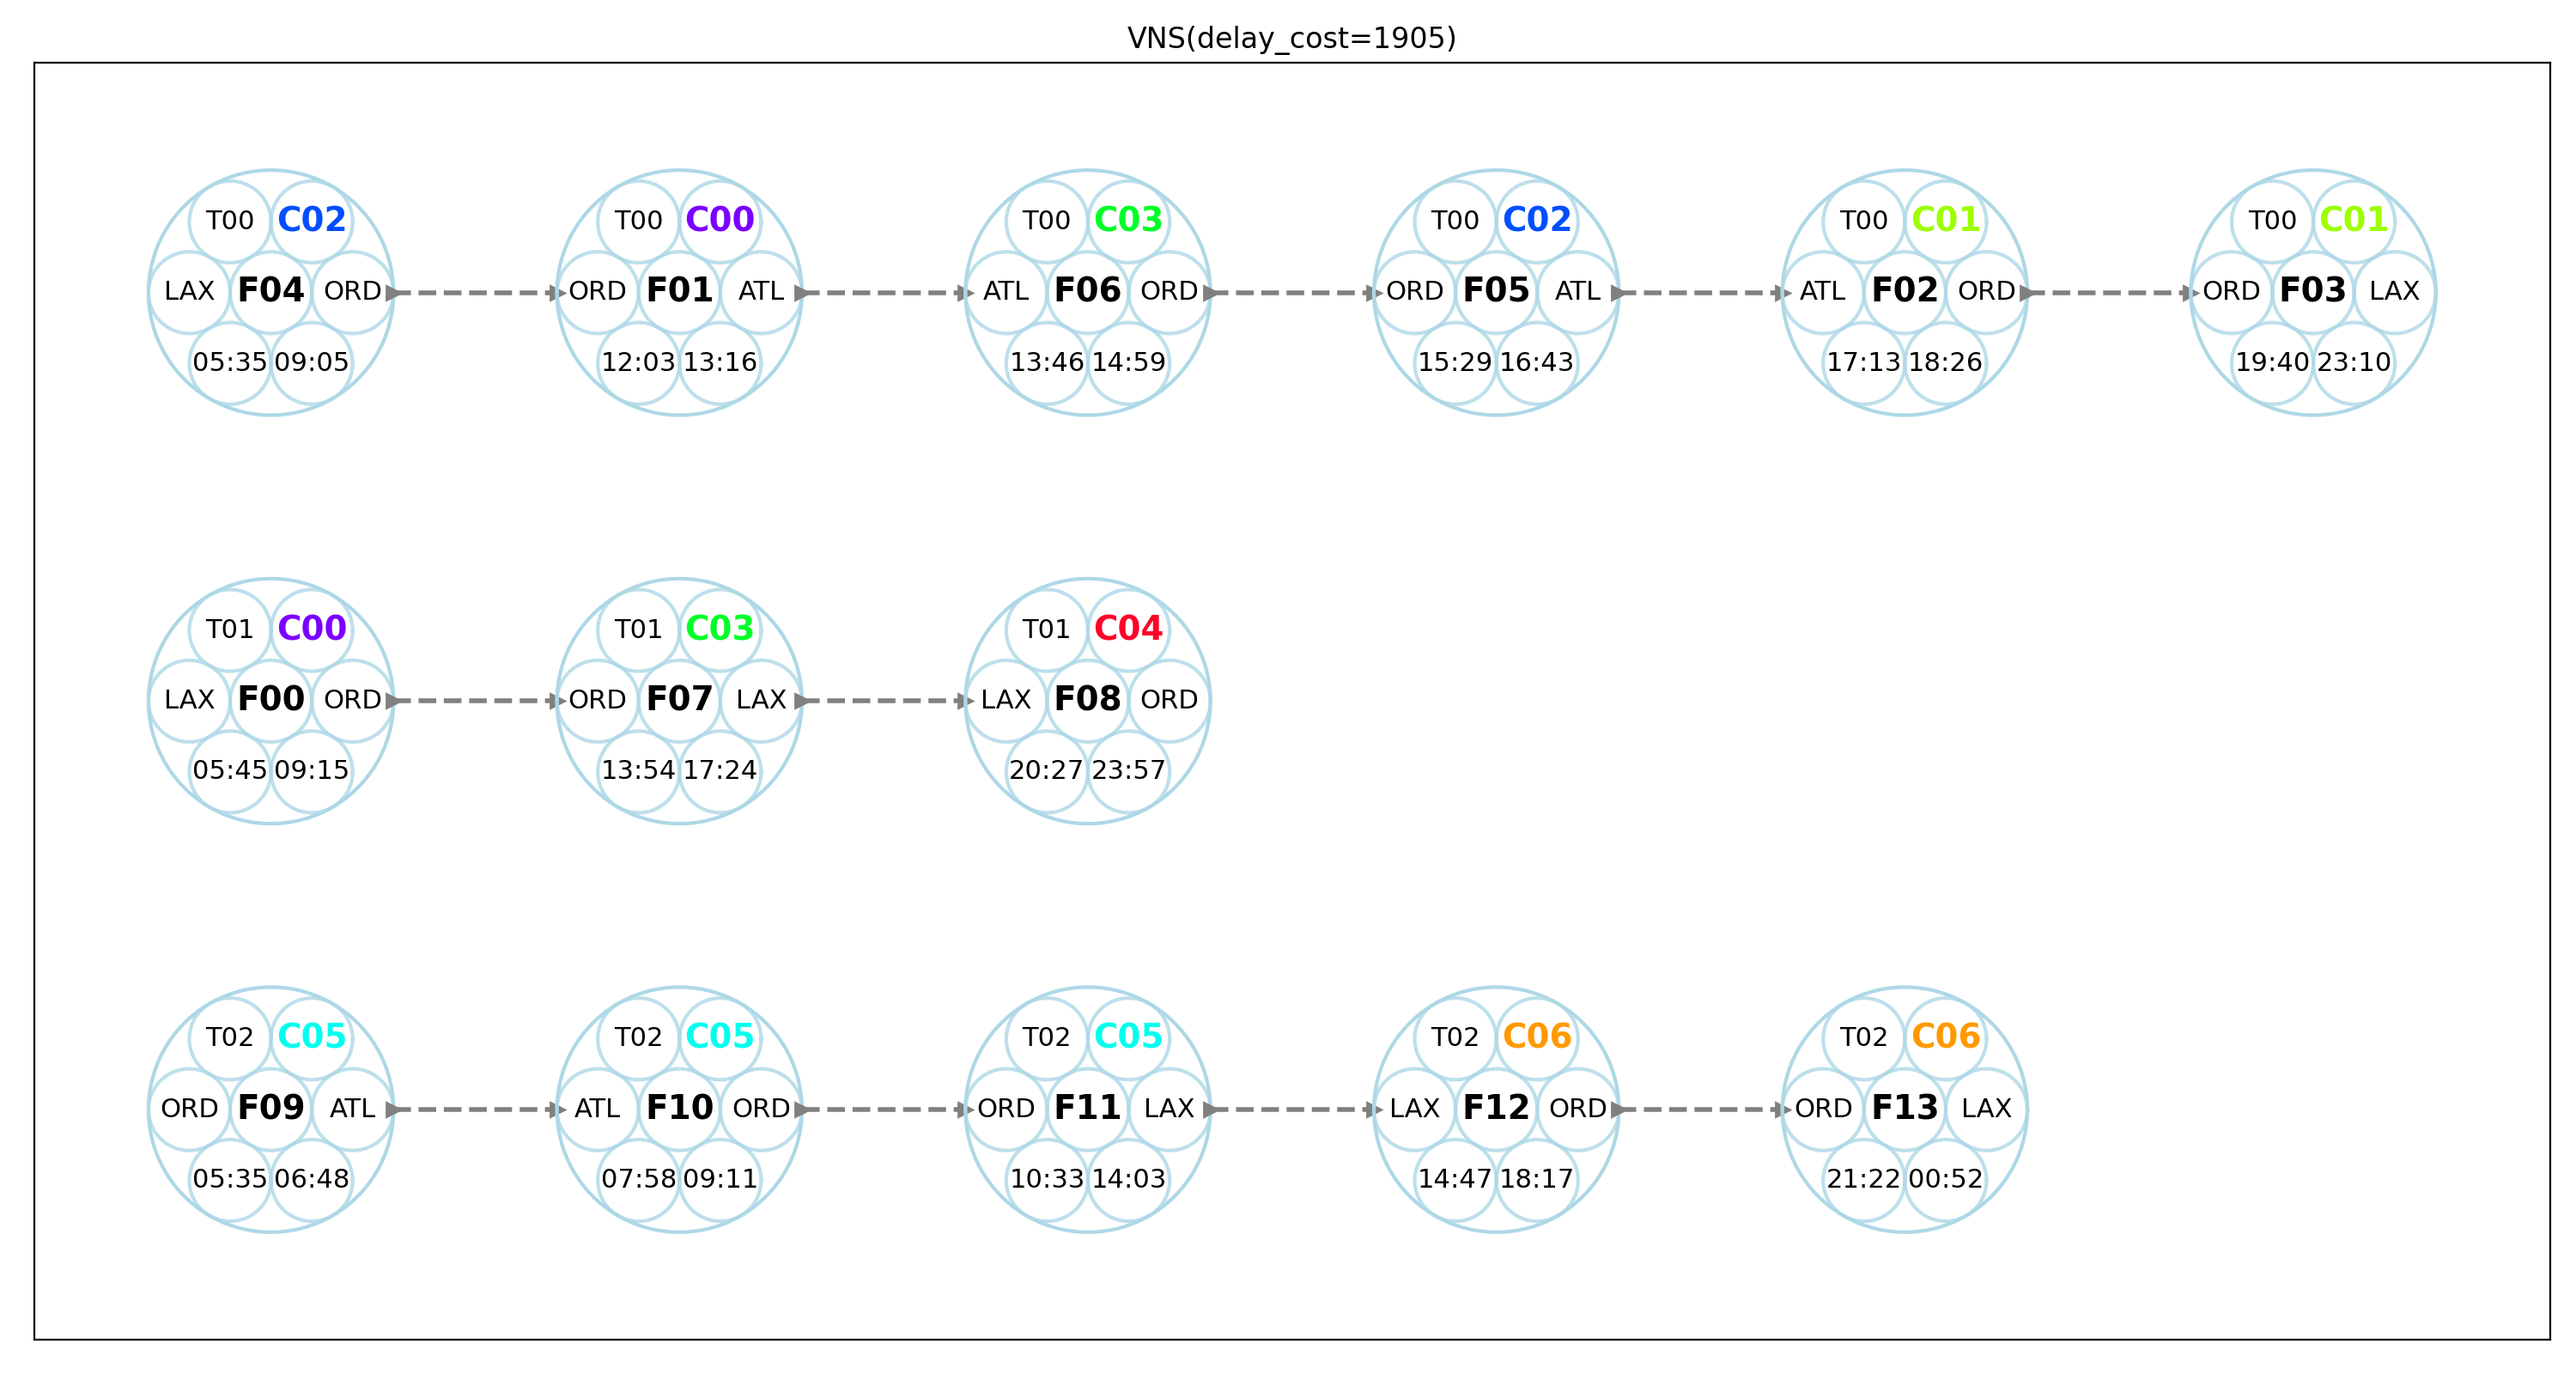 VNS(delay_cost=1905)
T00 C02 T00 C00 T00 C03 T00 C02 T00 C01 T00 C01
LAX F04 ORD ORD F01 ATL ATL F06 ORD ORD F05 ATL ATL F02 ORD ORD F03 LAX
05:35 09:05 12:03 13:16 13:46 14:59 15:29 16:43 17:13 18:26 19:40 23:10
T01 C00 T01 C03 T01 C04
LAX F00 ORD ORD F07 LAX LAX F08 ORD
05:45 09:15 13:54 17:24 20:27 23:57
T02 C05 T02 C05 T02 C05 T02 C06 T02 C06
ORD F09 ATL ATL F10 ORD ORD F11 LAX LAX F12 ORD ORD F13 LAX
05:35 06:48 07:58 09:11 10:33 14:03 14:47 18:17 21:22 00:52